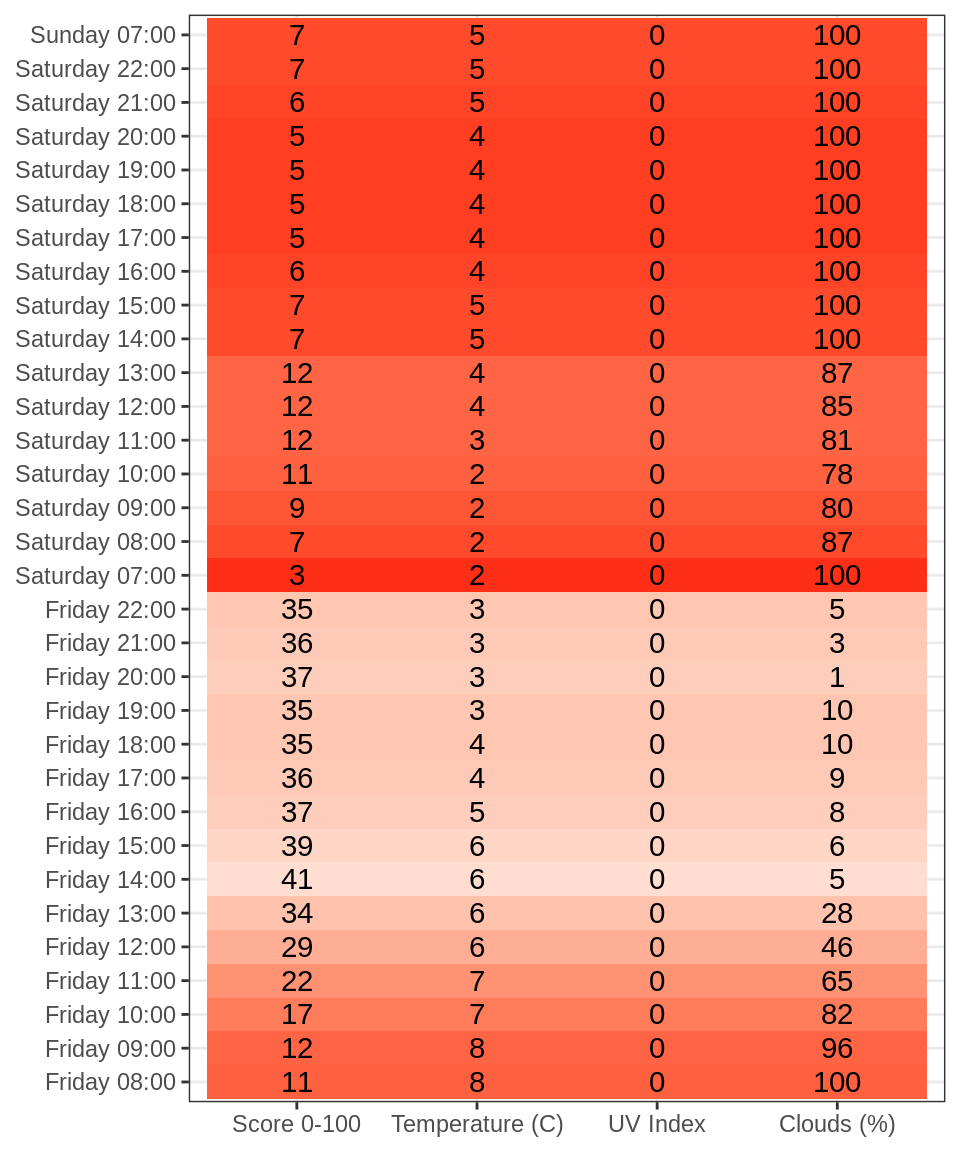 Sunday 07:00 7 5 0 100
Saturday 22:00 7 5 0 100
Saturday 21:00 6 5 0 100
Saturday 20:00 5 4 0 100
Saturday 19:00 5 4 0 100
Saturday 18:00 5 4 0 100
Saturday 17:00 5 4 0 100
Saturday 16:00 6 4 0 100
Saturday 15:00 7 5 0 100
Saturday 14:00 7 5 0 100
Saturday 13:00 12 4 0 87
Saturday 12:00 12 4 0 85
Saturday 11:00 12 3 0 81
Saturday 10:00 11 2 0 78
Saturday 09:00 9 2 0 80
Saturday 08:00 7 2 0 87
Saturday 07:00 3 2 0 100
Friday 22:00 35 3 0 5
Friday 21:00 36 3 0 3
Friday 20:00 37 3 0 1
Friday 19:00 35 3 0 10
Friday 18:00 35 4 0 10
Friday 17:00 36 4 0 9
Friday 16:00 37 5 0 8
Friday 15:00 39 6 0 6
Friday 14:00 41 6 0 5
Friday 13:00 34 6 0 28
Friday 12:00 29 6 0 46
Friday 11:00 22 7 0 65
Friday 10:00 17 7 0 82
Friday 09:00 12 8 0 96
Friday 08:00 11 8 0 100
Score 0-100 Temperature (C) UV Index Clouds (%)